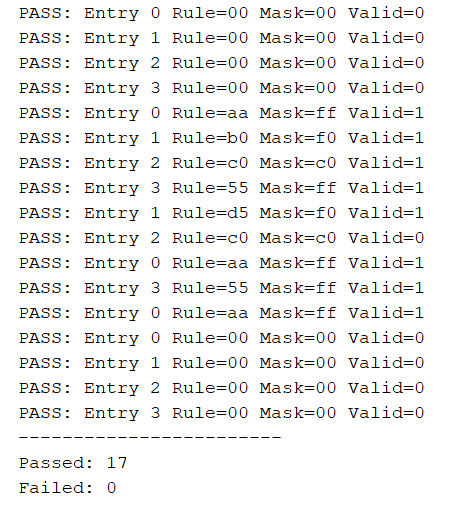 PASS: Entry 0 Rule=00 Mask=00 Valid=0
PASS: Entry 1 Rule=00 Mask=00 Valid=0
PASS: Entry 2 Rule=00 Mask=00 Valid=0
PASS: Entry 3 Rule=00 Mask=00 Valid=0
PASS: Entry 0 Rule=aa Mask=ff Valid=1
PASS: Entry 1 Rule=b0 Mask=f0 Valid=1
PASS: Entry 2 Rule=c0 Mask=c0 Valid=1
PASS: Entry 3 Rule=55 Mask=ff Valid=1
PASS: Entry 1 Rule=d5 Mask=f0 Valid=1
PASS: Entry 2 Rule=c0 Mask=c0 Valid=0
PASS: Entry 0 Rule=aa Mask=ff Valid=1
PASS: Entry 3 Rule=55 Mask=ff Valid=1
PASS: Entry 0 Rule=aa Mask=ff Valid=1
PASS: Entry 0 Rule=00 Mask=00 Valid=0
PASS: Entry 1 Rule=00 Mask=00 Valid=0
PASS: Entry 2 Rule=00 Mask=00 Valid=0
PASS: Entry 3 Rule=00 Mask=00 Valid=0
------------------------
Passed: 17
Failed: 0